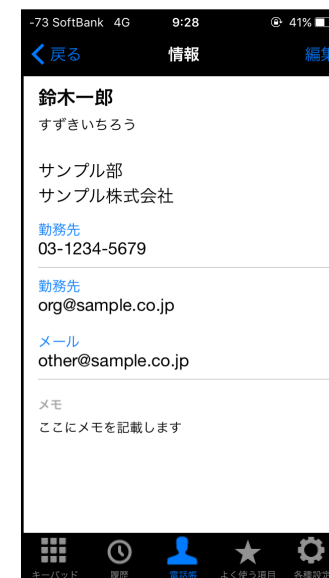 -73 SoftBank 4G 9:28 41%
戻る 情報 編集
鈴木一郎
すずきいちろう
サンプル部
サンプル株式会社
勤務先
03-1234-5679
勤務先
org@sample.co.jp
メール
other@sample.co.jp
メモ
ここにメモを記載します
キーパッド 履歴 電話帳 よく使う項目 各種設定